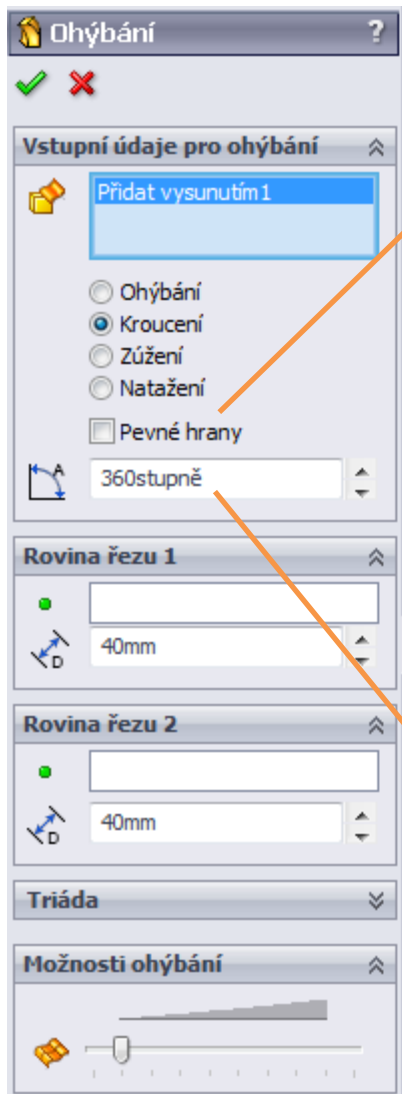 Ohýbání ?
Vstupní údaje pro ohýbání
Přidat vysunutím1
Ohýbání
Kroucení
Zúžení
Natažení
Pevné hrany
A
360stupně
Rovina řezu 1
D
40mm
Rovina řezu 2
D
40mm
Triáda
Možnosti ohýbání